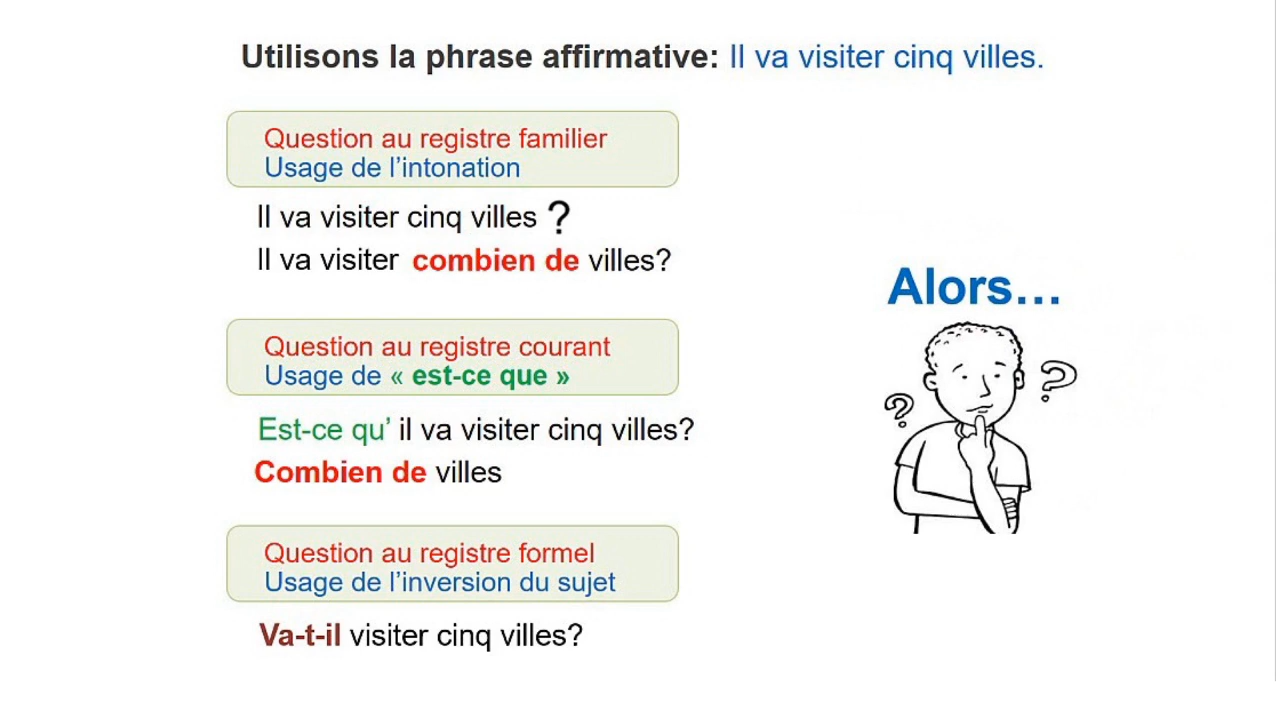 Utilisons la phrase affirmative: Il va visiter cinq villes.
Question au registre familier
Usage de l’intonation
Il va visiter cinq villes ?
Il va visiter combien de villes?
Alors…
Question au registre courant
Usage de « est-ce que »
Est-ce qu’ il va visiter cinq villes?
Combien de villes
? ?
Question au registre formel
Usage de l’inversion du sujet
Va-t-il visiter cinq villes?